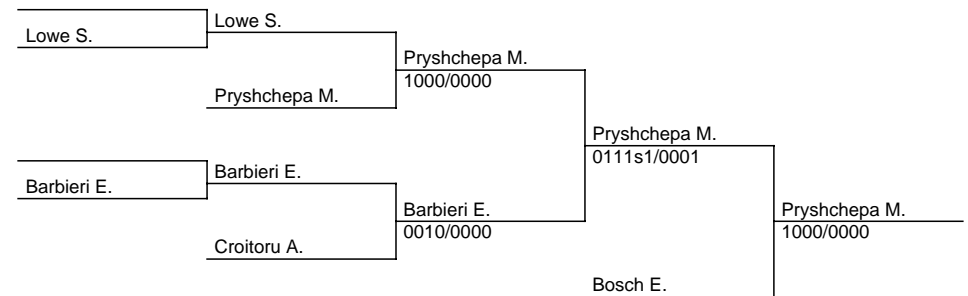 Lowe S.
Lowe S.
Pryshchepa M.
1000/0000
Pryshchepa M.
Pryshchepa M.
0111s1/0001
Barbieri E.
Barbieri E.
Barbieri E.
0010/0000
Pryshchepa M.
1000/0000
Croitoru A.
Bosch E.